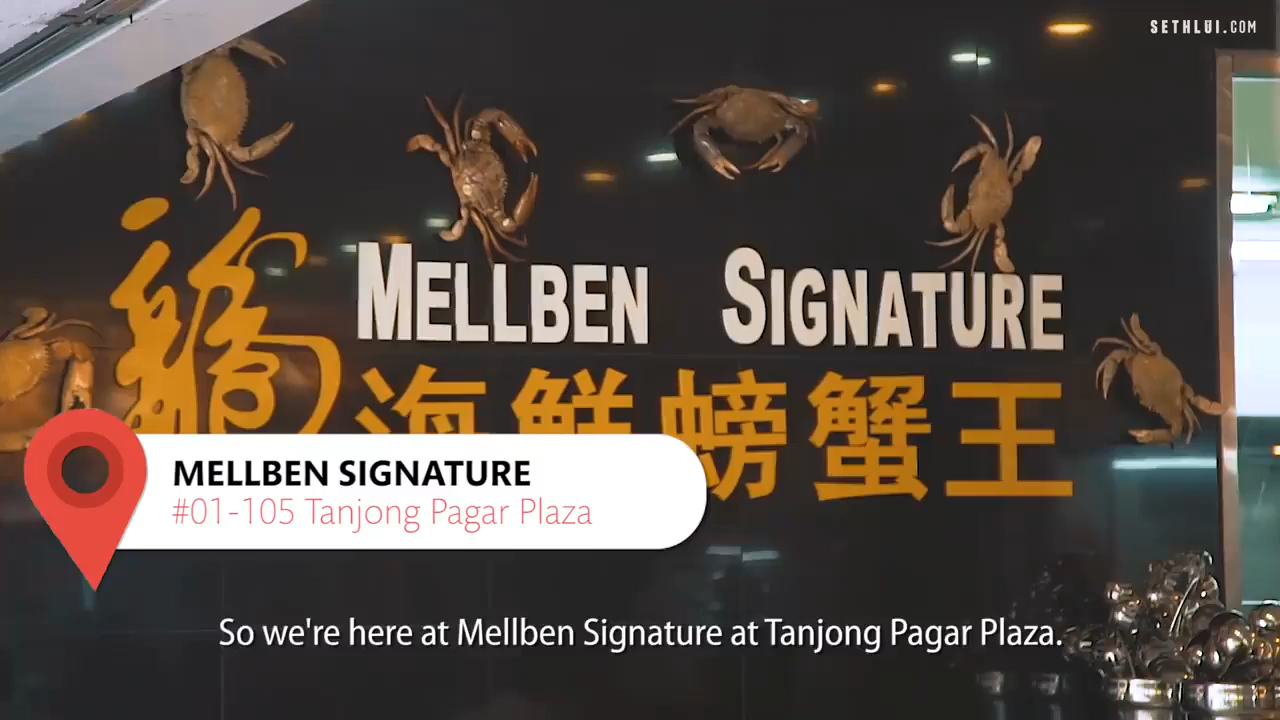 SETHLUI.COM
龍
MELLBEN SIGNATURE
海鮮螃蟹王
MELLBEN SIGNATURE
#01-105 Tanjong Pagar Plaza
So we're here at Mellben Signature at Tanjong Pagar Plaza.